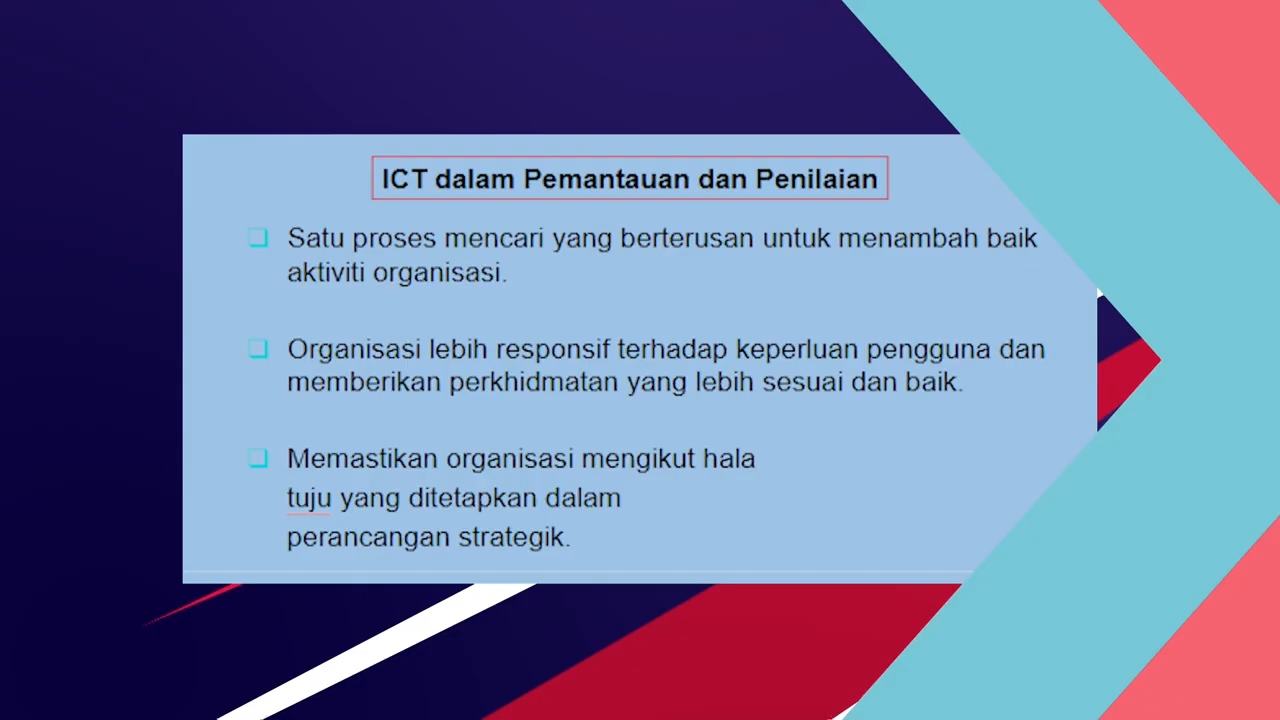 ICT dalam Pemantauan dan Penilaian
Satu proses mencari yang berterusan untuk menambah baik
aktiviti organisasi.
Organisasi lebih responsif terhadap keperluan pengguna dan
memberikan perkhidmatan yang lebih sesuai dan baik.
Memastikan organisasi mengikut hala
tuju yang ditetapkan dalam
perancangan strategik.